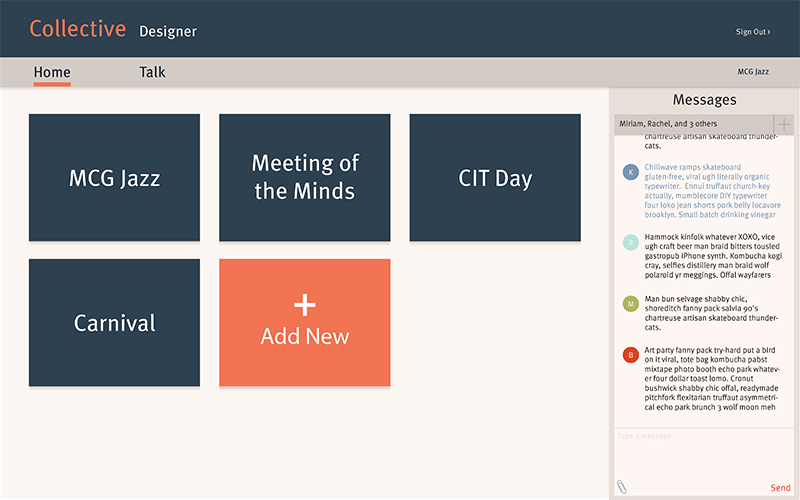 Collective Designer
Sign Out ›
Home Talk
MCG Jazz
MCG Jazz
Meeting of
the Minds
CIT Day
Carnival
+
Add New
Messages
Miriam, Rachel, and 3 others
+
chartreuse artisan skateboard thunder-
cats.
K
Chillwave ramps skateboard
gluten-free, viral ugh literally organic
typewriter. Ennui truffaut church-key
actually, mumblecore DIY typewriter
four loko jean shorts pork belly locavore
brooklyn. Small batch drinking vinegar
R
Hammock kinfolk whatever XOXO, vice
ugh craft beer man braid bitters tousled
gastropub iPhone synth. Kombucha kogi
cray, selfies distillery man braid wolf
polaroid yr meggings. Offal wayfarers
M
Man bun selvage shabby chic,
shoreditch fanny pack salvia 90's
chartreuse artisan skateboard thunder-
cats.
B
Art party fanny pack try-hard put a bird
on it viral, tote bag kombucha pabst
mixtape photo booth echo park whatev-
er four dollar toast lomo. Cronut
bushwick shabby chic offal, readymade
pitchfork flexitarian truffaut asymmetri-
cal echo park brunch 3 wolf moon meh
Type a message
Send